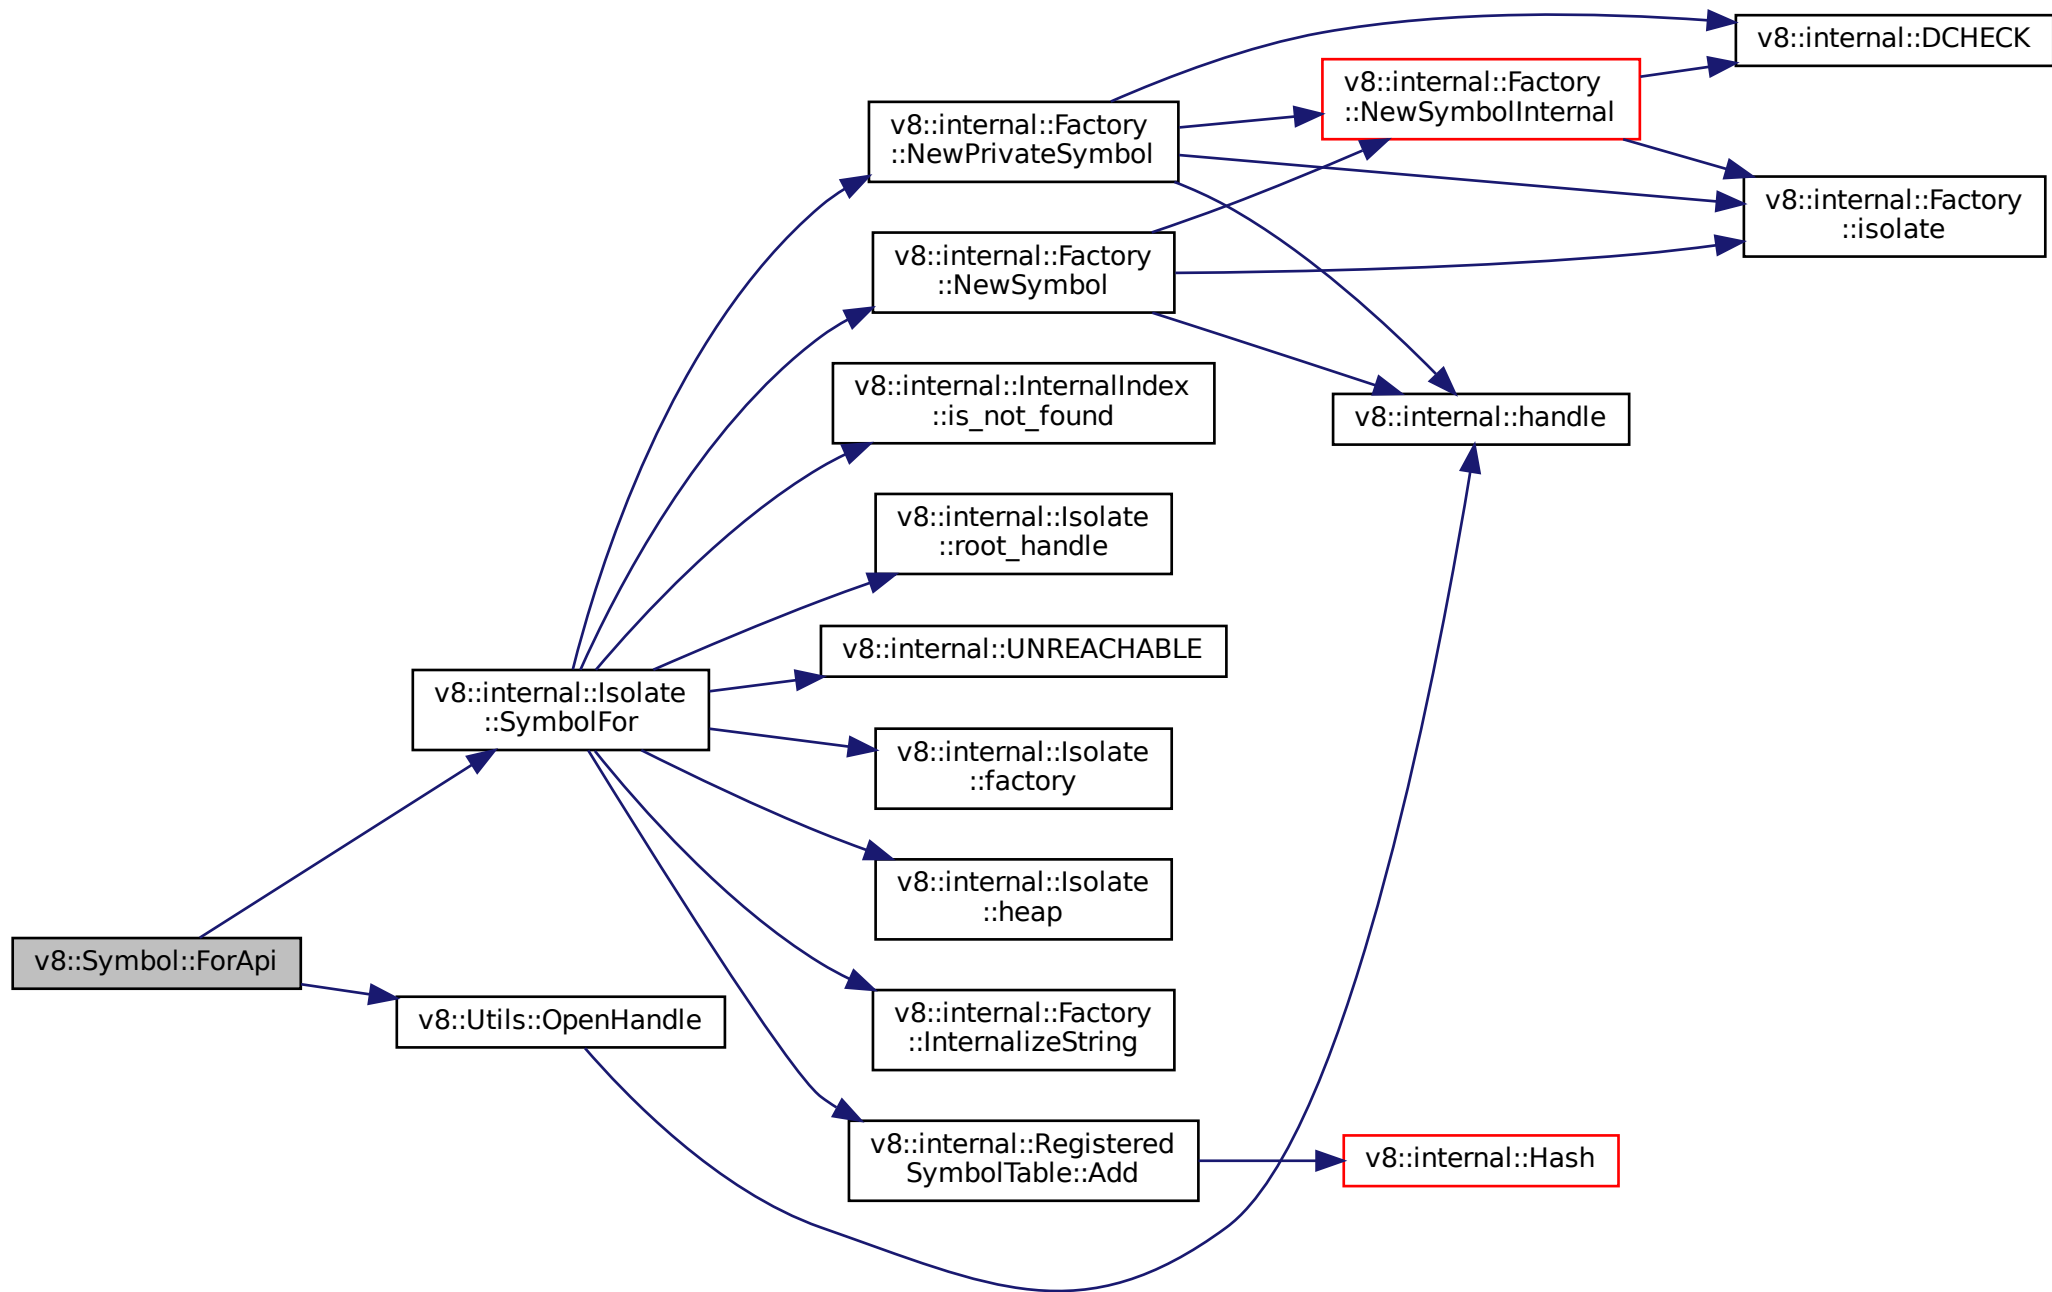 v8::internal::DCHECK
v8::internal::Factory
::NewSymbolInternal
v8::internal::Factory
::NewPrivateSymbol
v8::internal::Factory
::isolate
v8::internal::Factory
::NewSymbol
v8::internal::InternalIndex
::is_not_found
v8::internal::handle
v8::internal::Isolate
::root_handle
v8::internal::UNREACHABLE
v8::internal::Isolate
::SymbolFor
v8::internal::Isolate
::factory
v8::internal::Isolate
::heap
v8::Symbol::ForApi
v8::Utils::OpenHandle
v8::internal::Factory
::InternalizeString
v8::internal::Registered
SymbolTable::Add
v8::internal::Hash